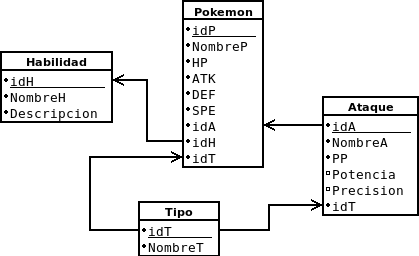 Pokemon
idP
NombreP
HP
ATK
DEF
SPE
idA
idH
idT
Habilidad
idH
NombreH
Descripcion
Ataque
idA
NombreA
PP
Potencia
Precision
idT
Tipo
idT
NombreT